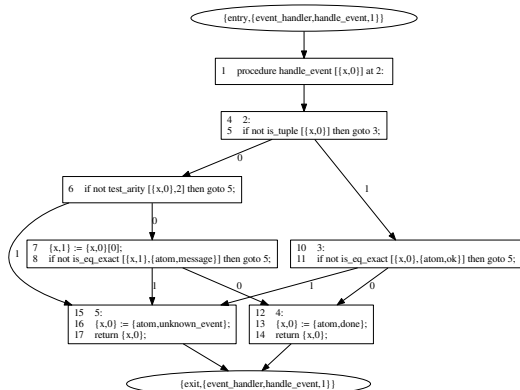 {entry,{event_handler,handle_event,1}}
1 procedure handle_event [{x,0}] at 2:
4 2:
5 if not is_tuple [{x,0}] then goto 3;
0
1
6 if not test_arity [{x,0},2] then goto 5;
1
0
7 {x,1} := {x,0}[0];
8 if not is_eq_exact [{x,1},{atom,message}] then goto 5;
10 3:
11 if not is_eq_exact [{x,0},{atom,ok}] then goto 5;
1
0
1
0
15 5:
16 {x,0} := {atom,unknown_event};
17 return {x,0};
12 4:
13 {x,0} := {atom,done};
14 return {x,0};
{exit,{event_handler,handle_event,1}}